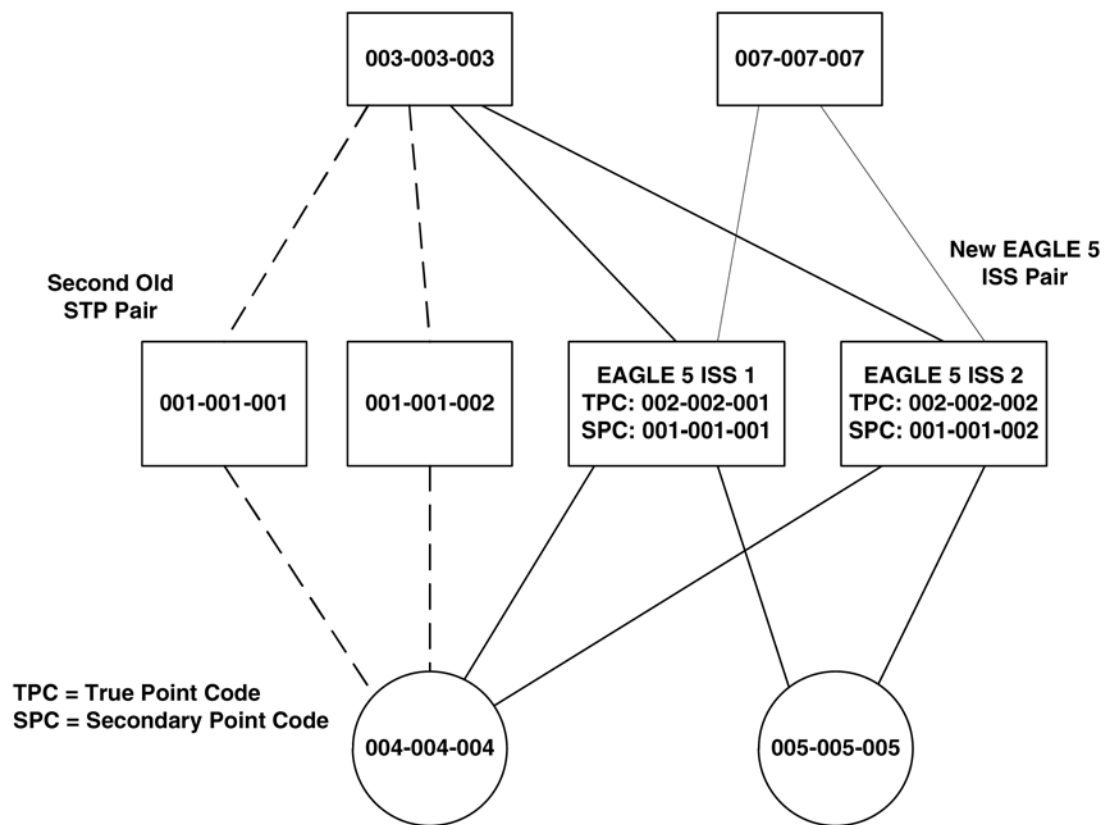 003-003-003
007-007-007
Second Old
STP Pair
New EAGLE 5
ISS Pair
001-001-001
001-001-002
EAGLE 5 ISS 1
TPC: 002-002-001
SPC: 001-001-001
EAGLE 5 ISS 2
TPC: 002-002-002
SPC: 001-001-002
TPC = True Point Code
SPC = Secondary Point Code
004-004-004
005-005-005